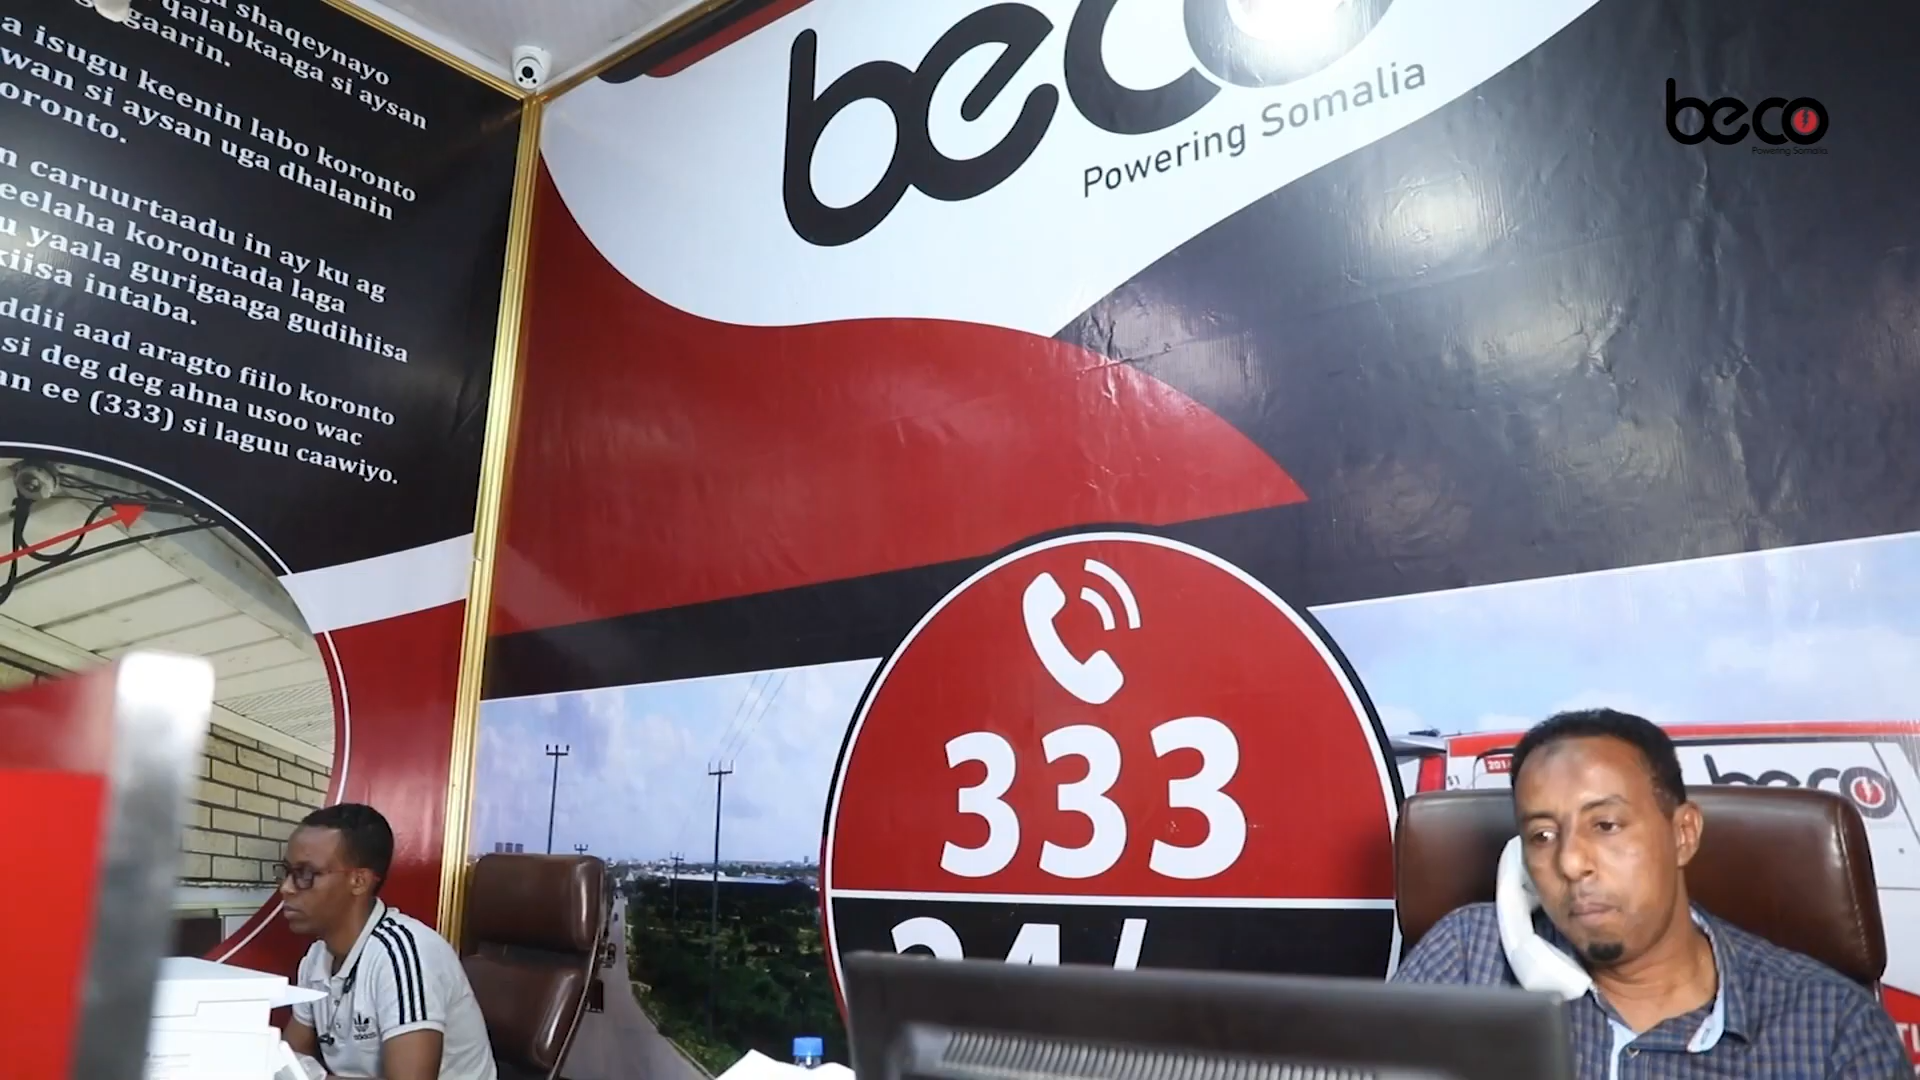 shaqeynayo
qalabkaaga si aysan
gaarin.
a isugu keenin labo koronto
wan si aysan uga dhalanin
oronto.
n caruurtaadu in ay ku ag
eelaha korontada laga
u yaala gurigaaga gudihiisa
kiisa intaba.
ddii aad aragto fiilo koronto
si deg deg ahna usoo wac
an ee (333) si laguu caawiyo.
beco
Powering Somalia
beco
Powering Somalia
333
24/
beco
adidas